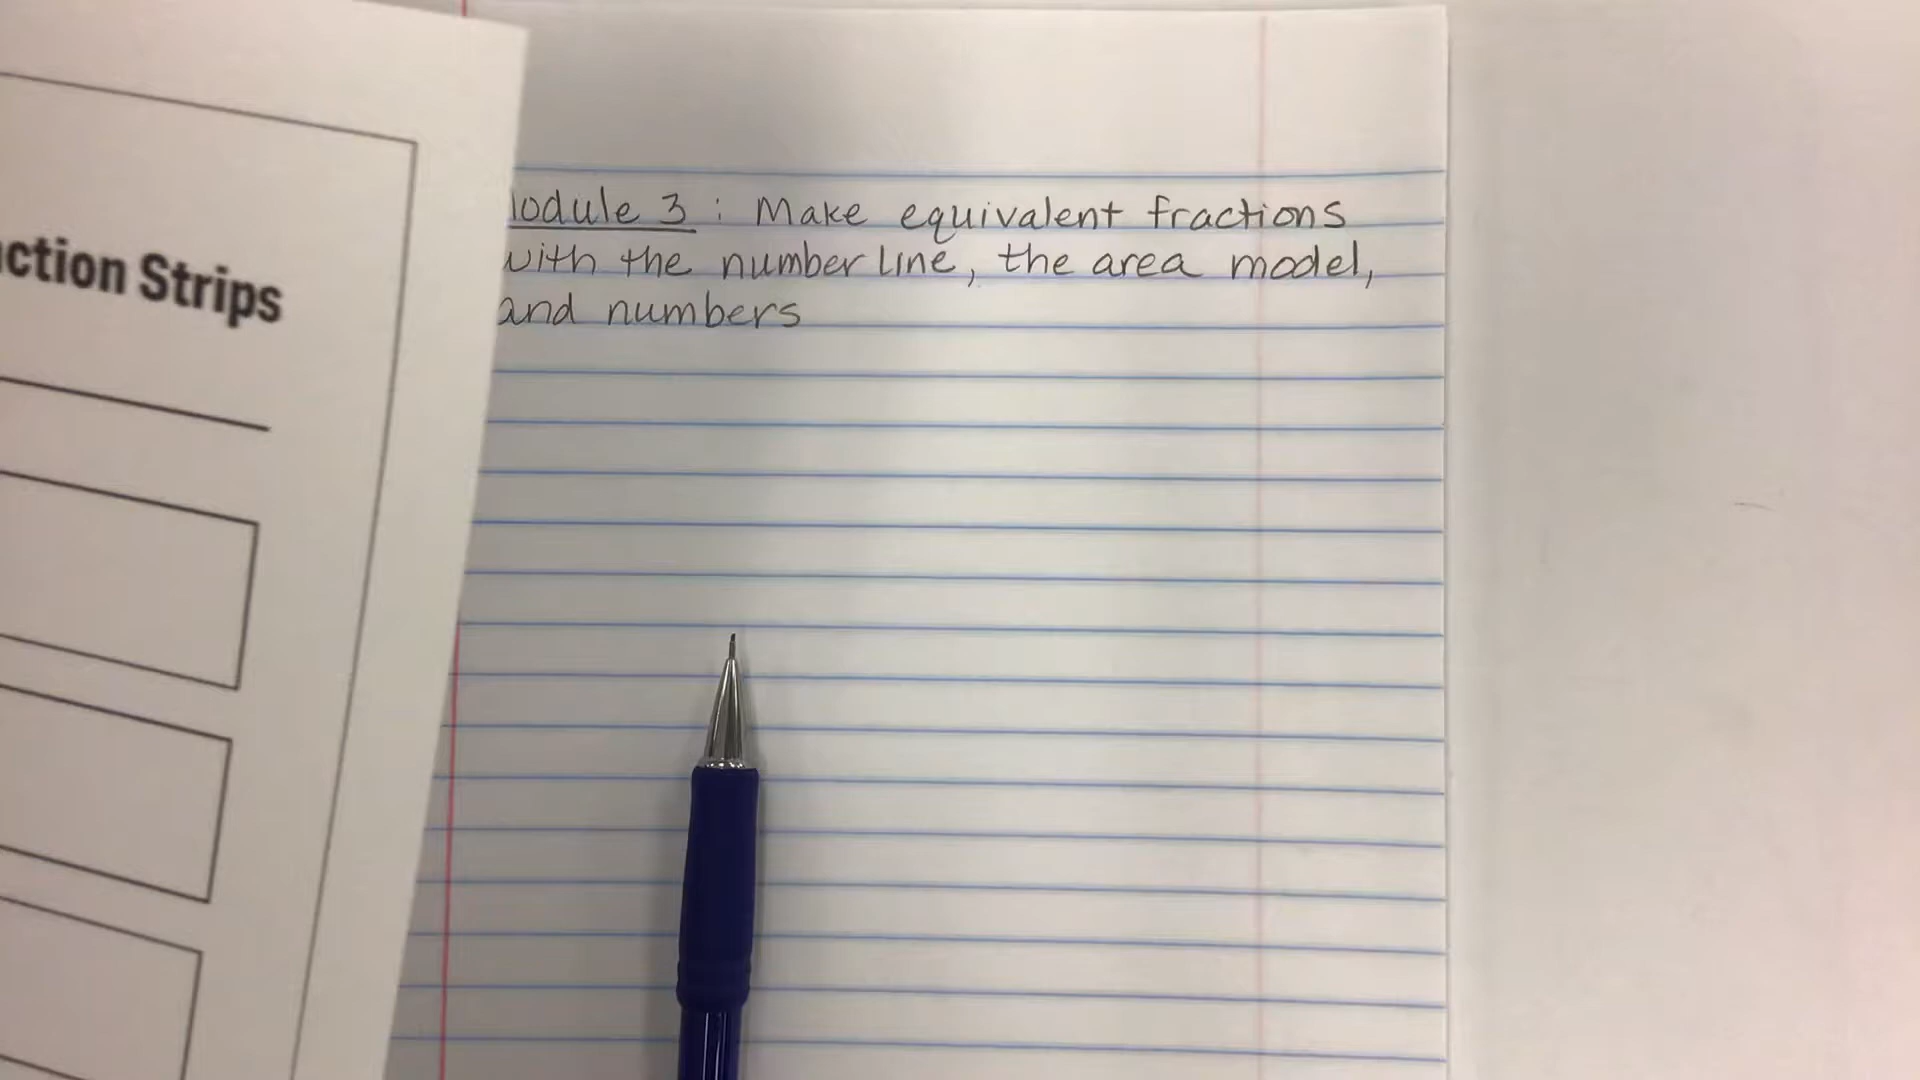 ction Strips
lodule 3 : Make equivalent fractions
with the number line, the area model,
and numbers